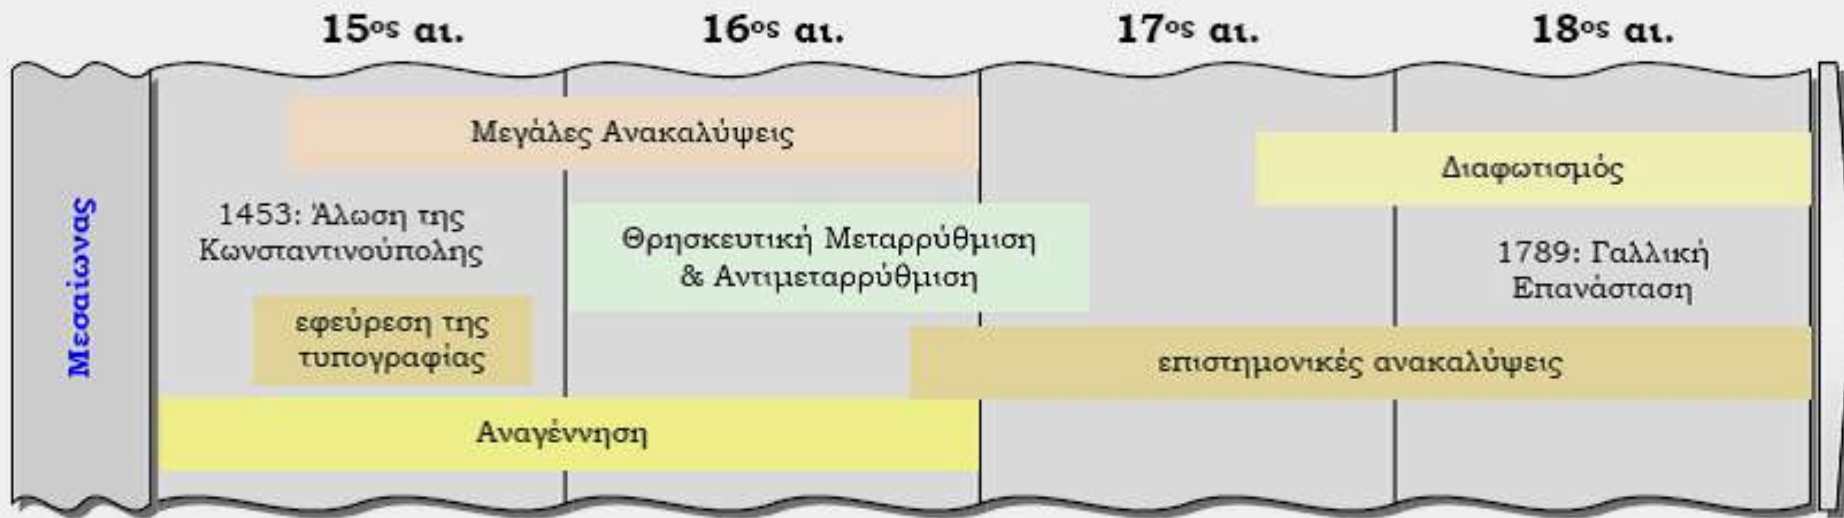 15ος αι.
16ος αι.
17ος αι.
18ος αι.
Μεσαίωνας
Μεγάλες Ανακαλύψεις
Διαφωτισμός
1453: Άλωση της
Κωνσταντινούπολης
Θρησκευτική Μεταρρύθμιση
& Αντιμεταρρύθμιση
1789: Γαλλική
Επανάσταση
εφεύρεση της
τυπογραφίας
επιστημονικές ανακαλύψεις
Αναγέννηση